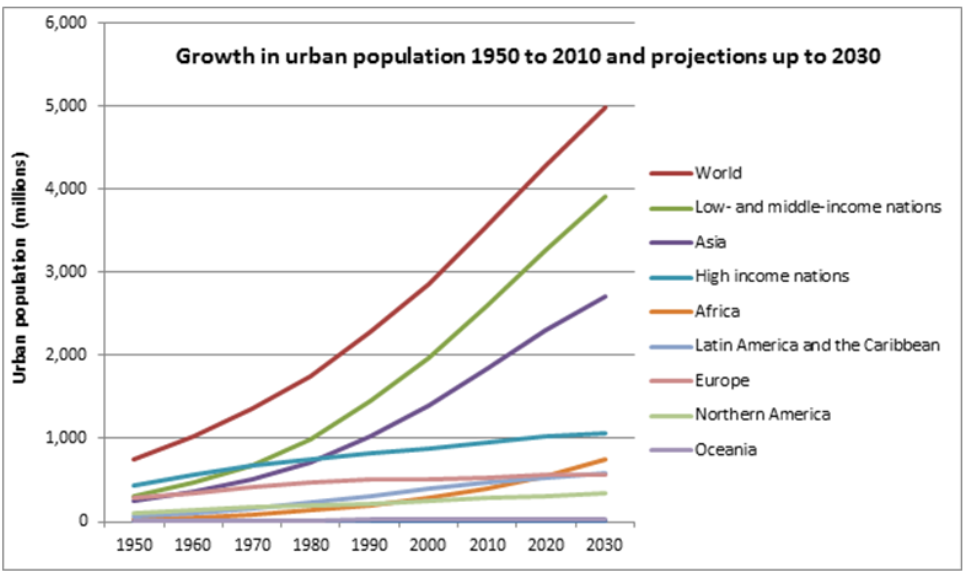 Growth in urban population 1950 to 2010 and projections up to 2030
Urban population (millions)
6,000
5,000
4,000
3,000
2,000
1,000
0
1950 1960 1970 1980 1990 2000 2010 2020 2030
World
Low- and middle-income nations
Asia
High income nations
Africa
Latin America and the Caribbean
Europe
Northern America
Oceania